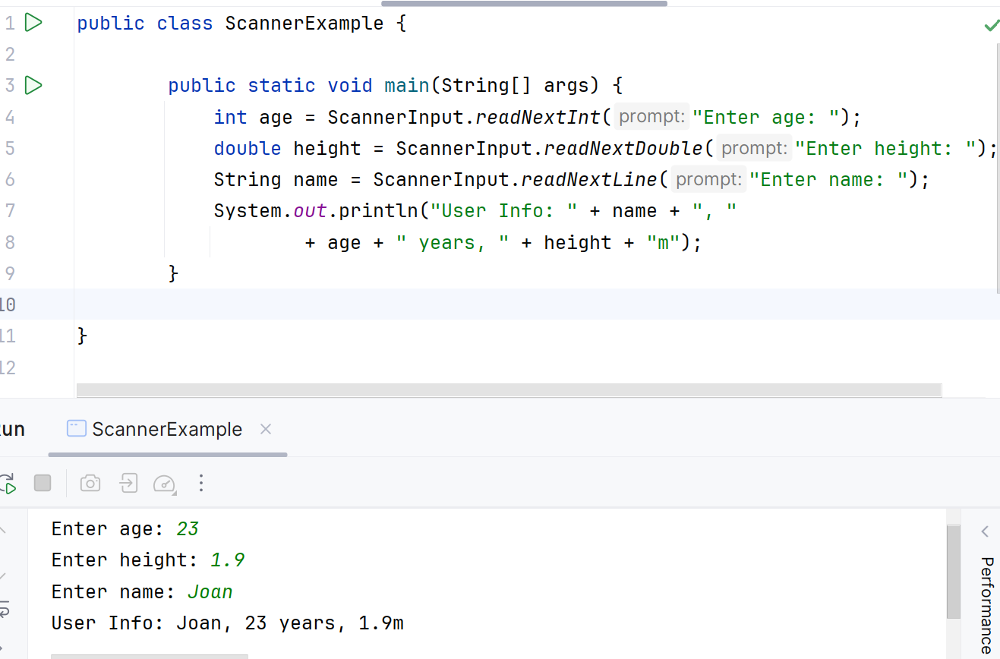 1 public class ScannerExample {
2
3 public static void main(String[] args) {
4 int age = ScannerInput.readNextInt( prompt: "Enter age: ");
5 double height = ScannerInput.readNextDouble( prompt: "Enter height: ");
6 String name = ScannerInput.readNextLine( prompt: "Enter name: ");
7 System.out.println("User Info: " + name + ", "
8 + age + " years, " + height + "m");
9 }
10
11 }
12
un ScannerExample
Enter age: 23
Enter height: 1.9
Enter name: Joan
User Info: Joan, 23 years, 1.9m
Performance